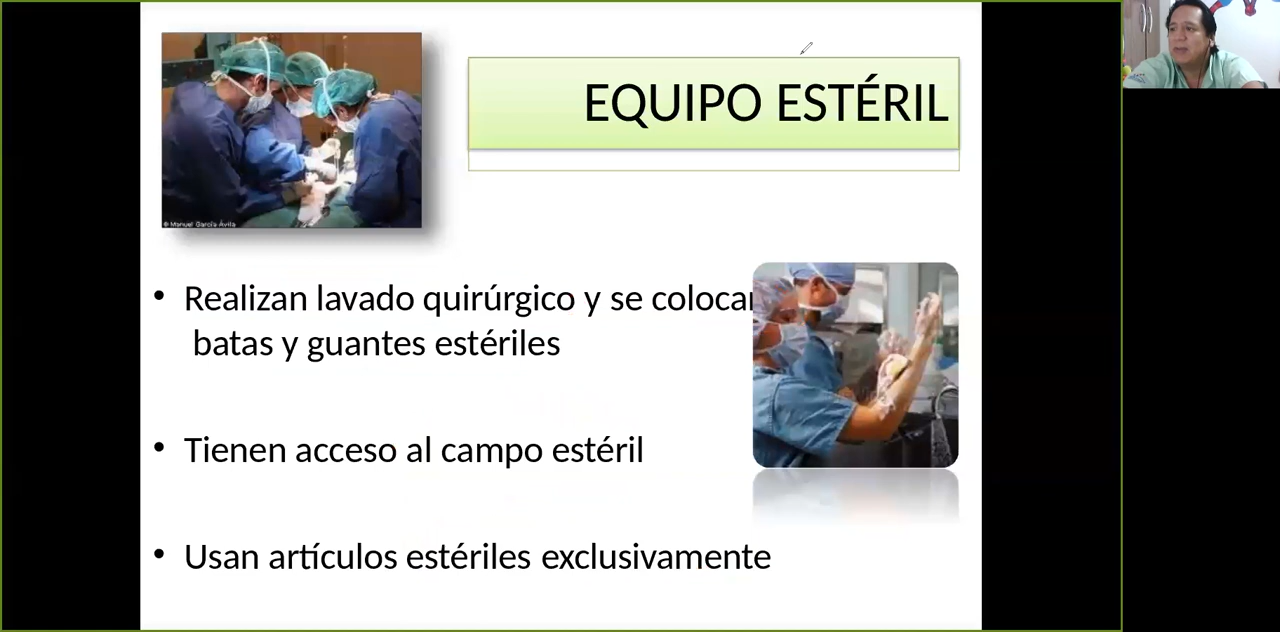 © Manuel García Ávila
EQUIPO ESTÉRIL
• Realizan lavado quirúrgico y se colocan
batas y guantes estériles
• Tienen acceso al campo estéril
• Usan artículos estériles exclusivamente